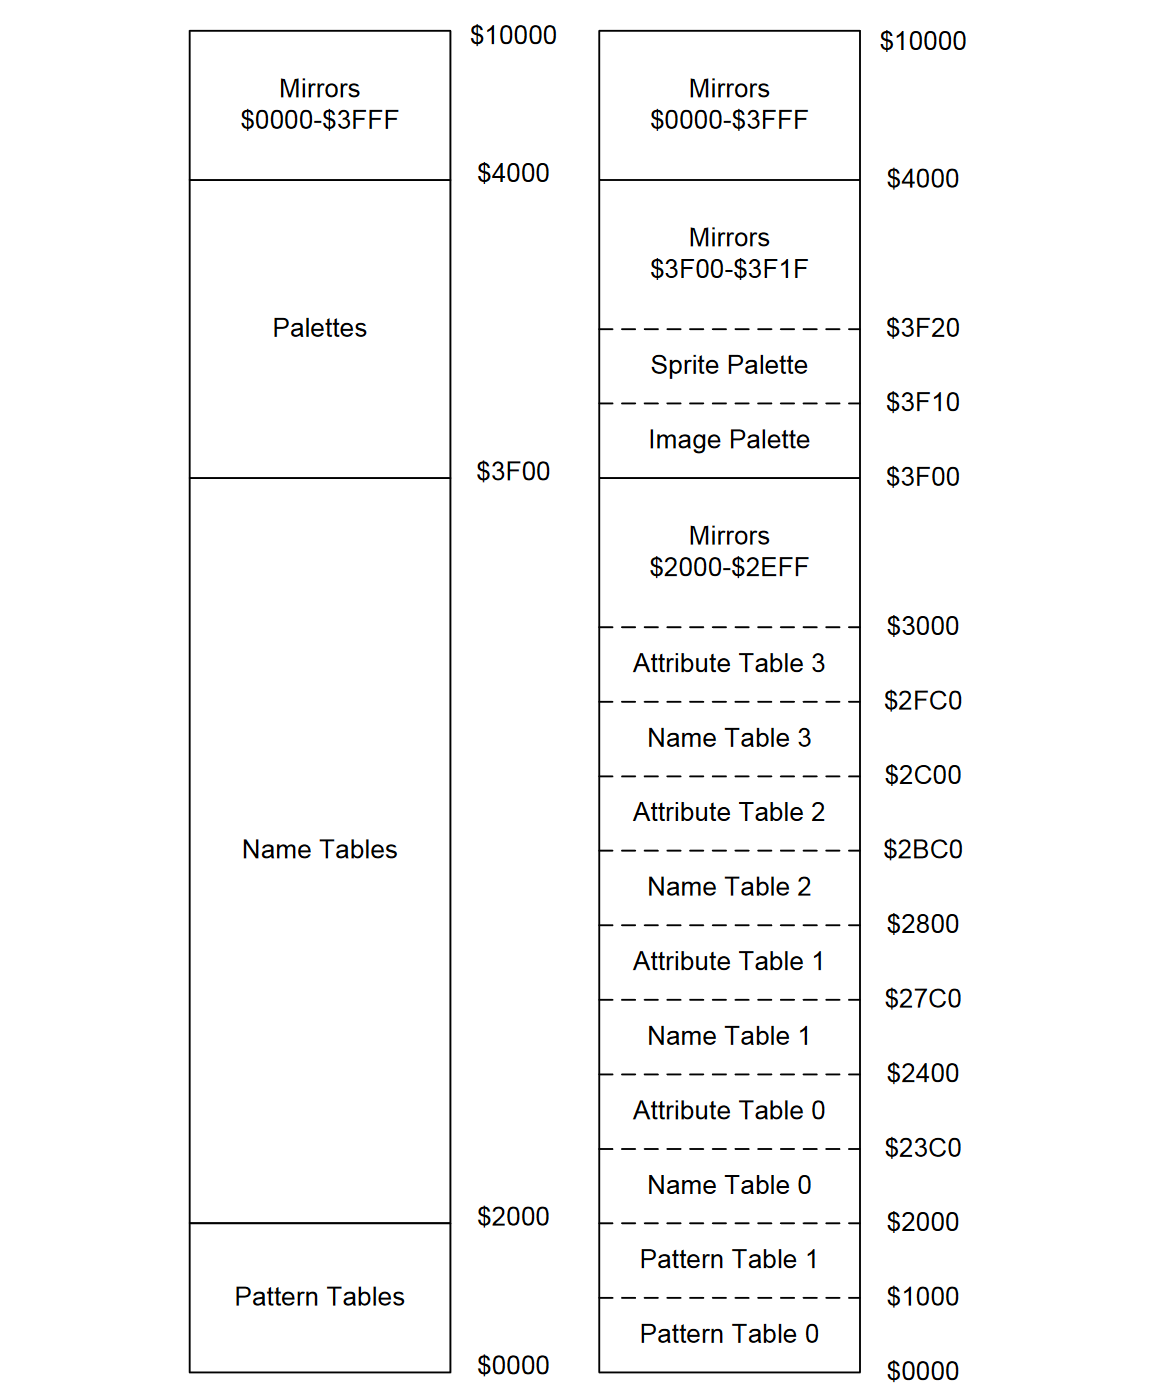 $10000
Mirrors
$0000-$3FFF
$4000
Palettes
$3F00
Name Tables
$2000
Pattern Tables
$0000
$10000
Mirrors
$0000-$3FFF
$4000
Mirrors
$3F00-$3F1F
$3F20
Sprite Palette
$3F10
Image Palette
$3F00
Mirrors
$2000-$2EFF
$3000
Attribute Table 3
$2FC0
Name Table 3
$2C00
Attribute Table 2
$2BC0
Name Table 2
$2800
Attribute Table 1
$27C0
Name Table 1
$2400
Attribute Table 0
$23C0
Name Table 0
$2000
Pattern Table 1
$1000
Pattern Table 0
$0000